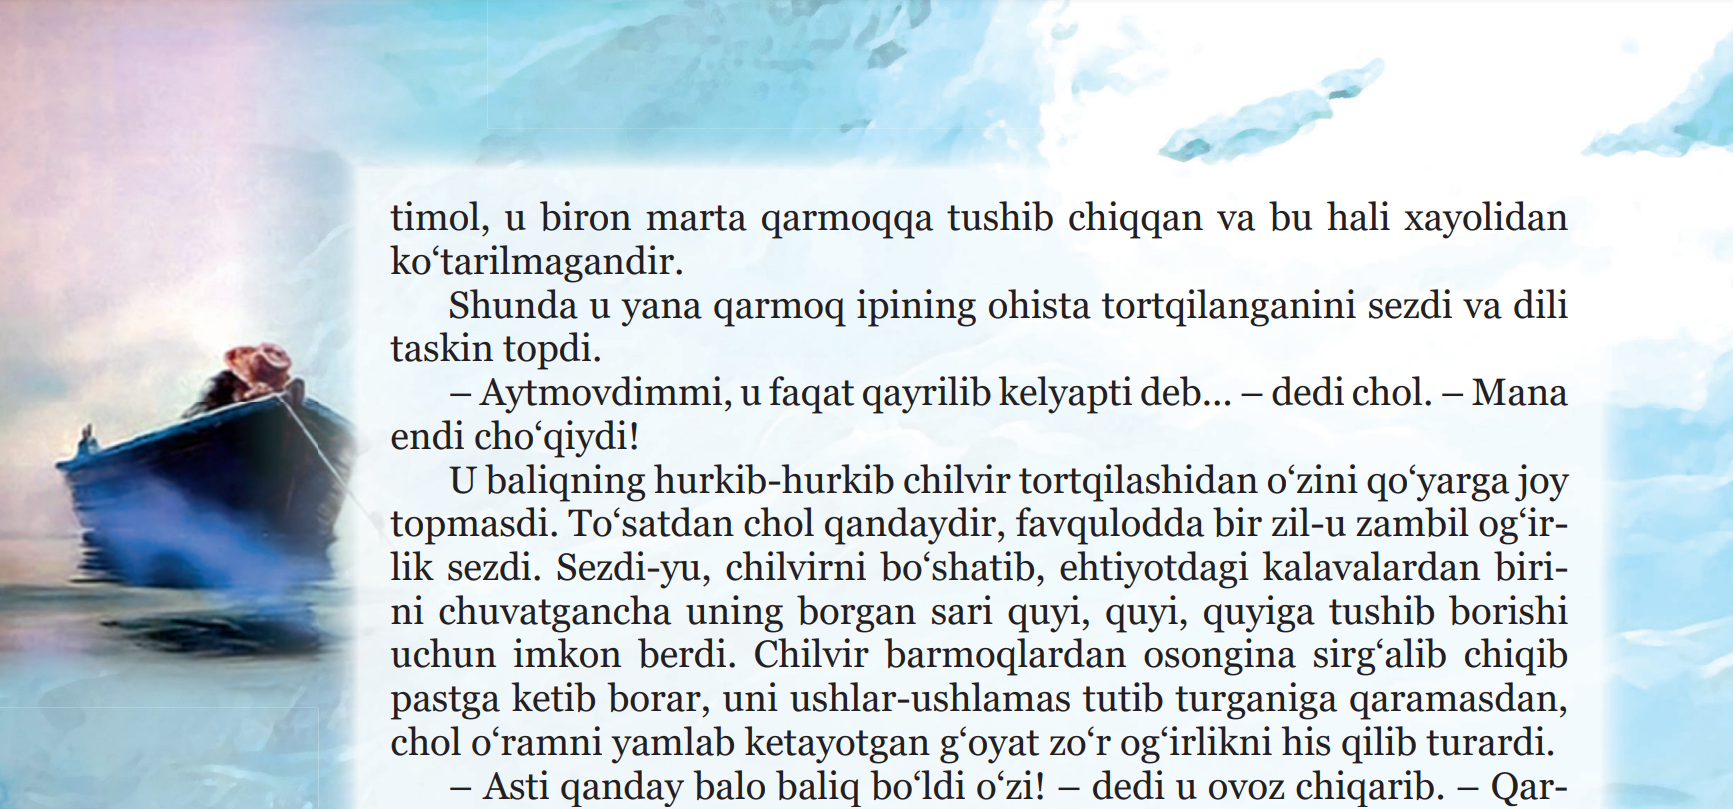 timol, u biron marta qarmoqqa tushib chiqqan va bu hali xayolidan
ko‘tarilmagandir.
Shunda u yana qarmoq ipining ohista tortqilanganini sezdi va dili
taskin topdi.
– Aytmovdimmi, u faqat qayrilib kelyapti deb... – dedi chol. – Mana
endi cho‘qiydi!
U baliqning hurkib-hurkib chilvir tortqilashidan o‘zini qo‘yarga joy
topmasdi. To‘satdan chol qandaydir, favqulodda bir zil-u zambil og‘ir-
lik sezdi. Sezdi-yu, chilvirni bo‘shatib, ehtiyotdagi kalavalardan biri-
ni chuvatgancha uning borgan sari quyi, quyi, quyiga tushib borishi
uchun imkon berdi. Chilvir barmoqlardan osongina sirg‘alib chiqib
pastga ketib borar, uni ushlar-ushlamas tutib turganiga qaramasdan,
chol o‘ramni yamlab ketayotgan g‘oyat zo‘r og‘irlikni his qilib turardi.
– Asti qanday balo baliq bo‘ldi o‘zi! – dedi u ovoz chiqarib. – Qar-